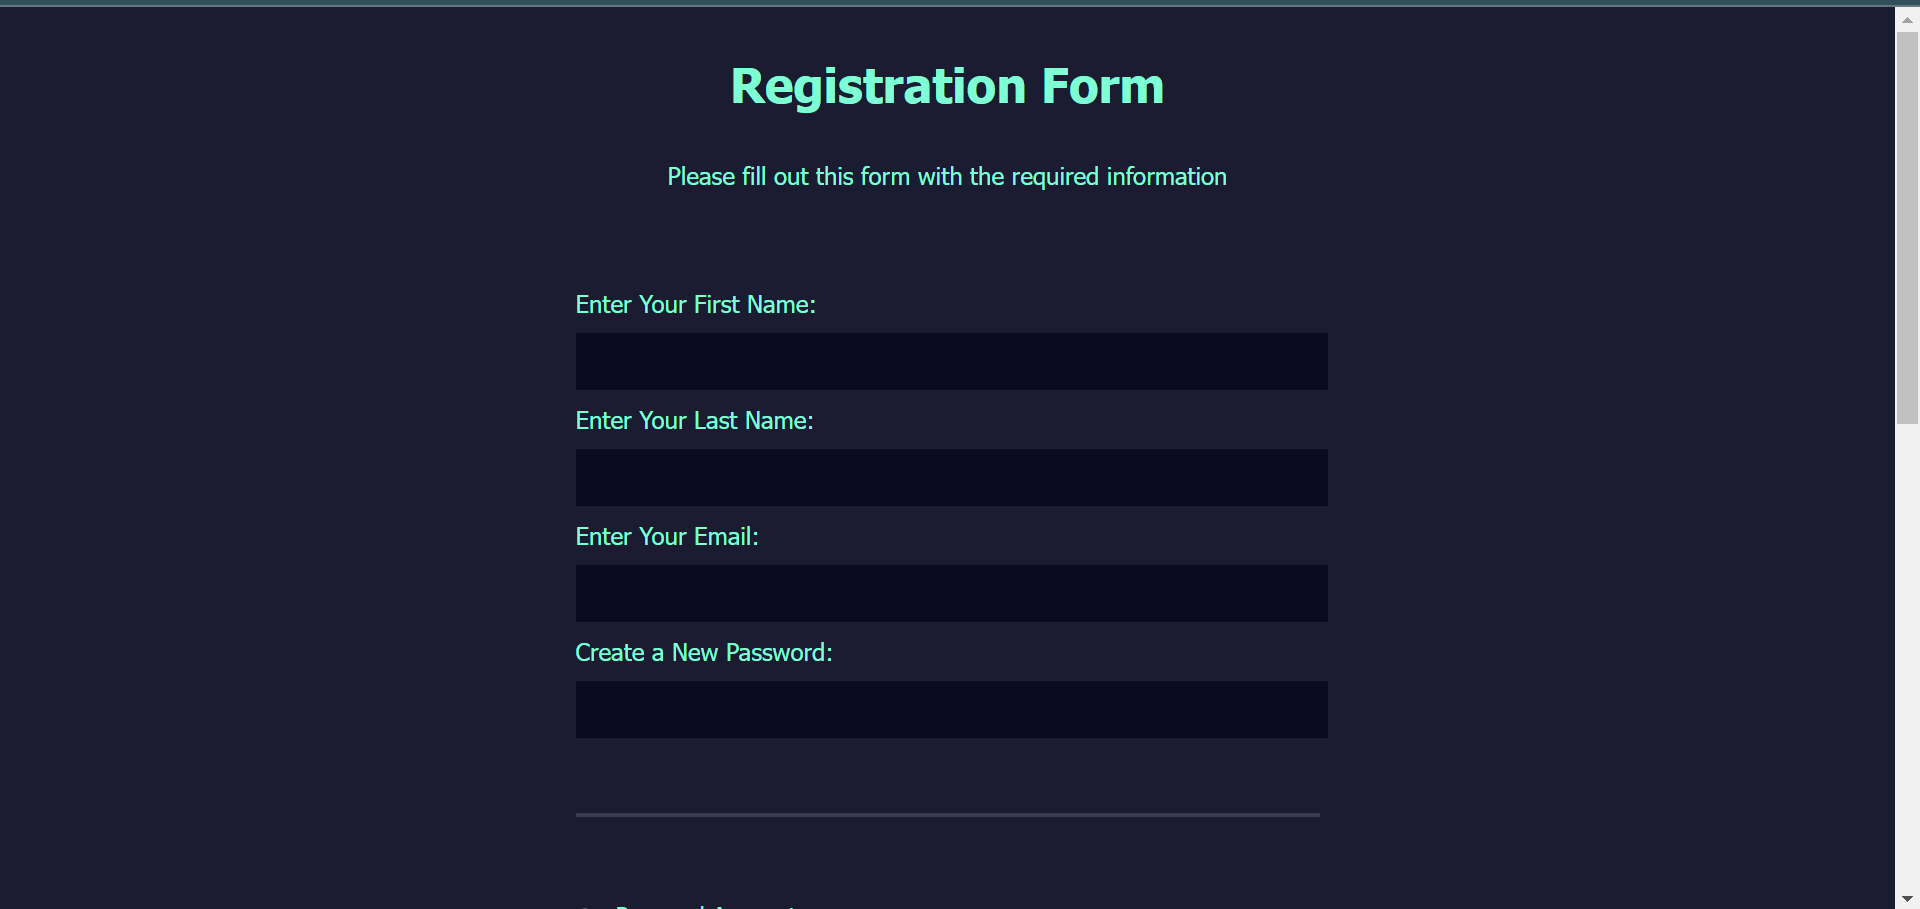 Registration Form
Please fill out this form with the required information
Enter Your First Name:
Enter Your Last Name:
Enter Your Email:
Create a New Password: